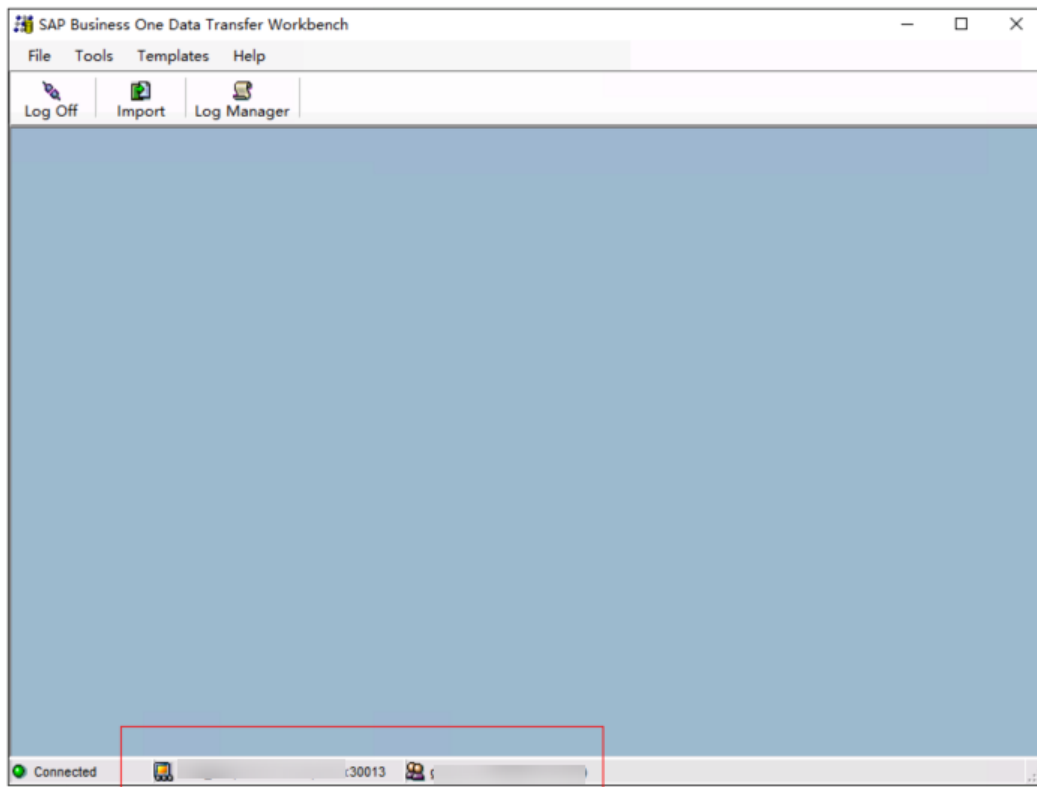 SAP Business One Data Transfer Workbench
File Tools Templates Help
Log Off Import Log Manager
Connected :30013